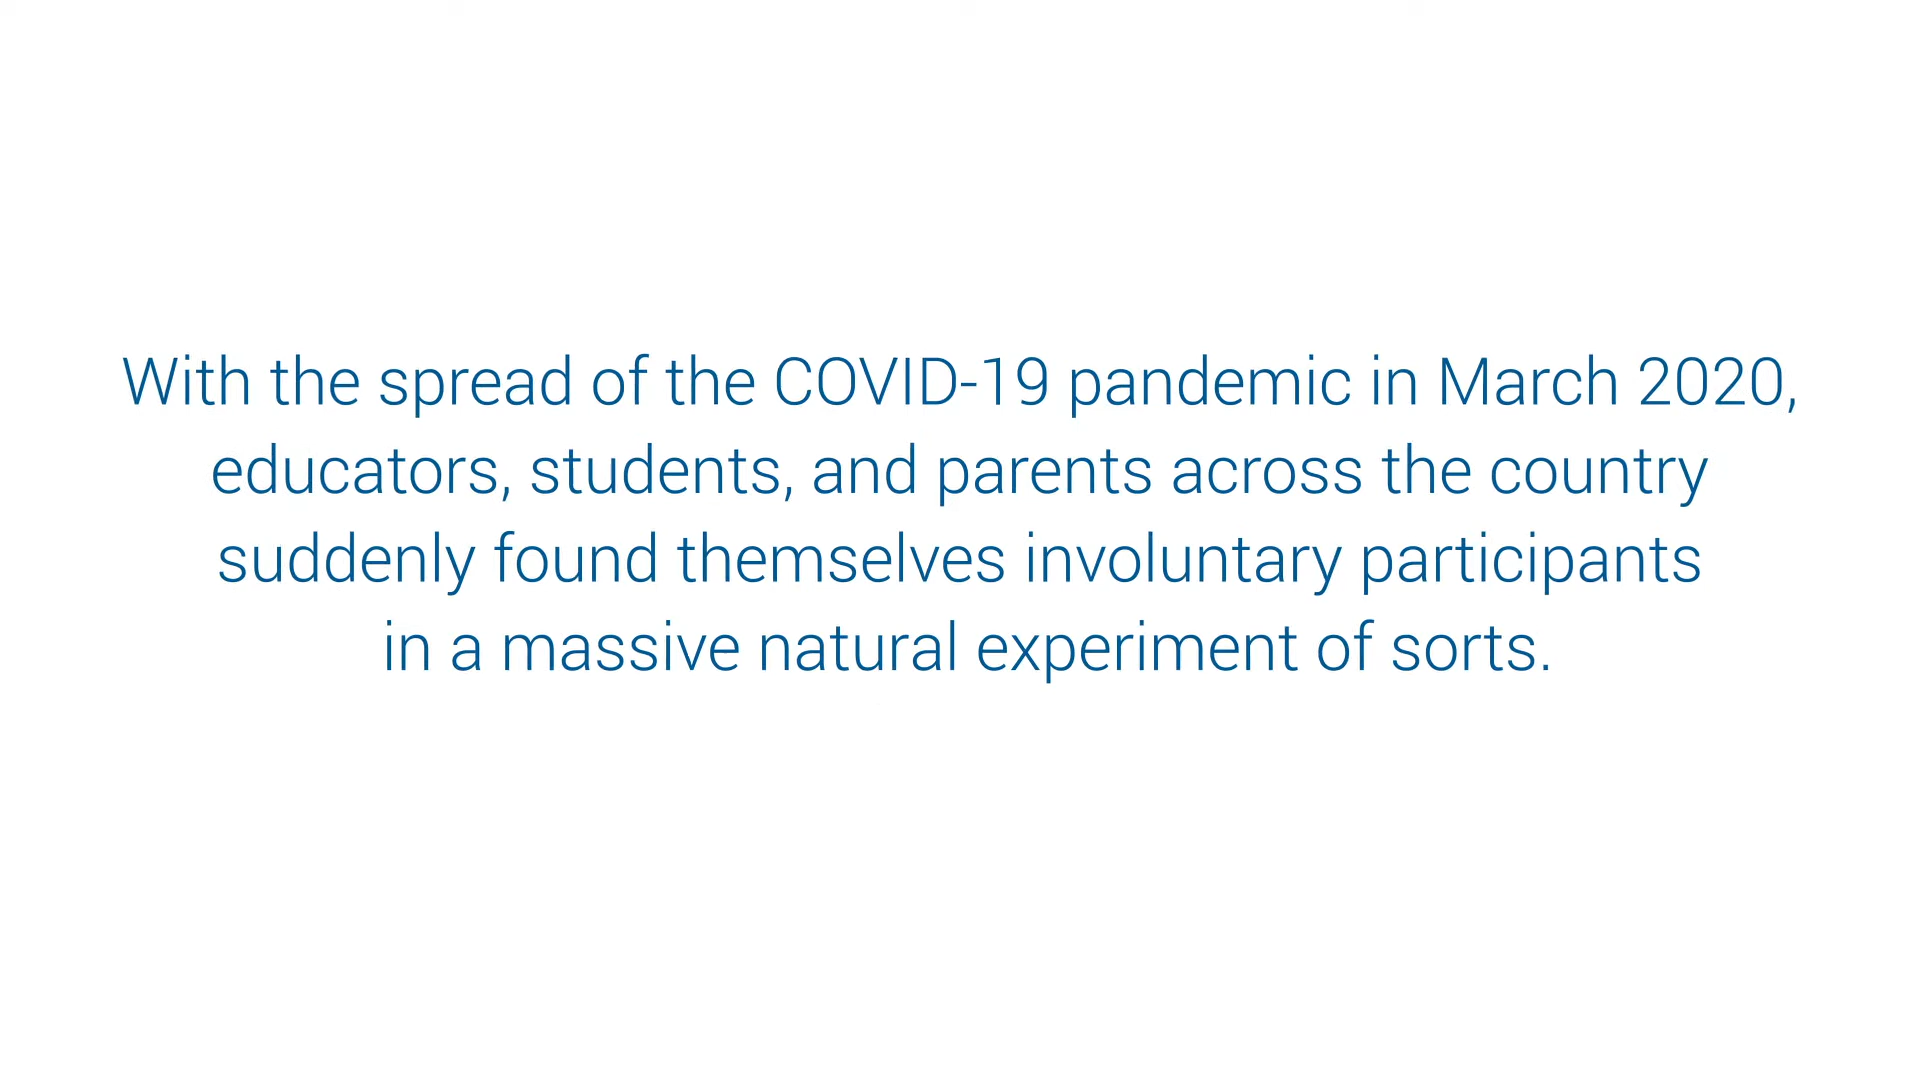 With the spread of the COVID-19 pandemic in March 2020,
educators, students, and parents across the country
suddenly found themselves involuntary participants
in a massive natural experiment of sorts.